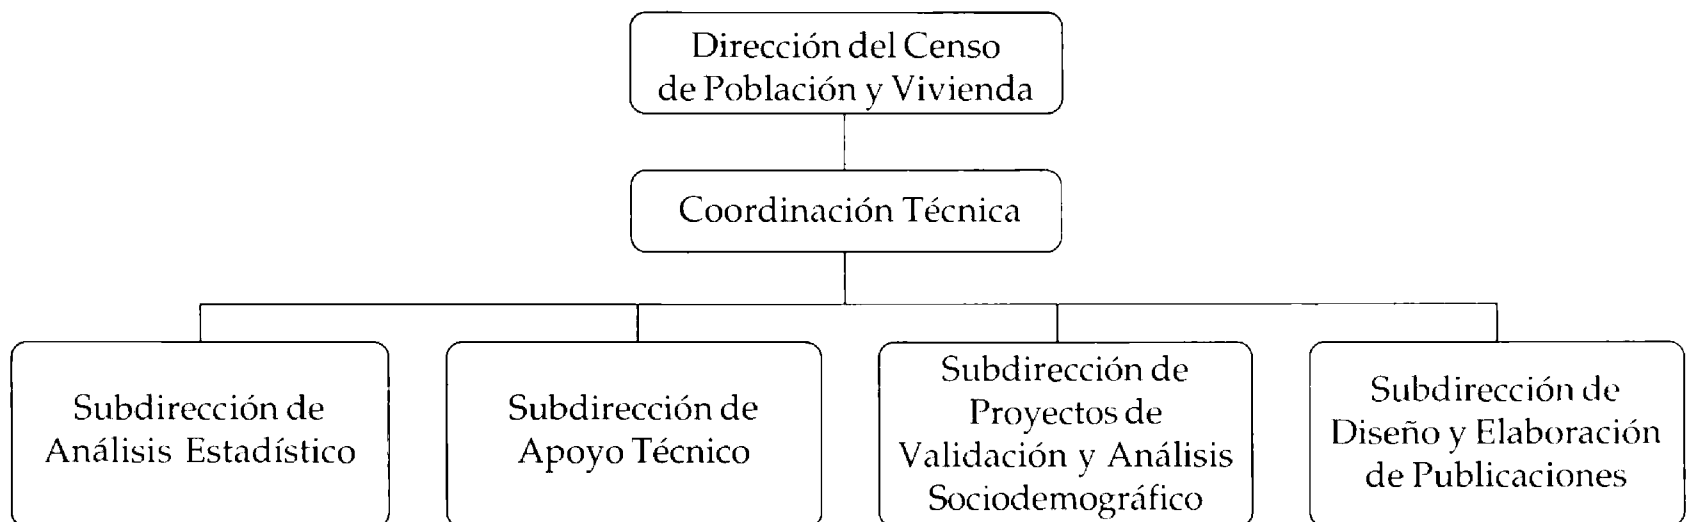 Dirección del Censo
de Población y Vivienda
Coordinación Técnica
Subdirección de
Análisis Estadístico
Subdirección de
Apoyo Técnico
Subdirección de
Proyectos de
Validación y Análisis
Sociodemográfico
Subdirección de
Diseño y Elaboración
de Publicaciones